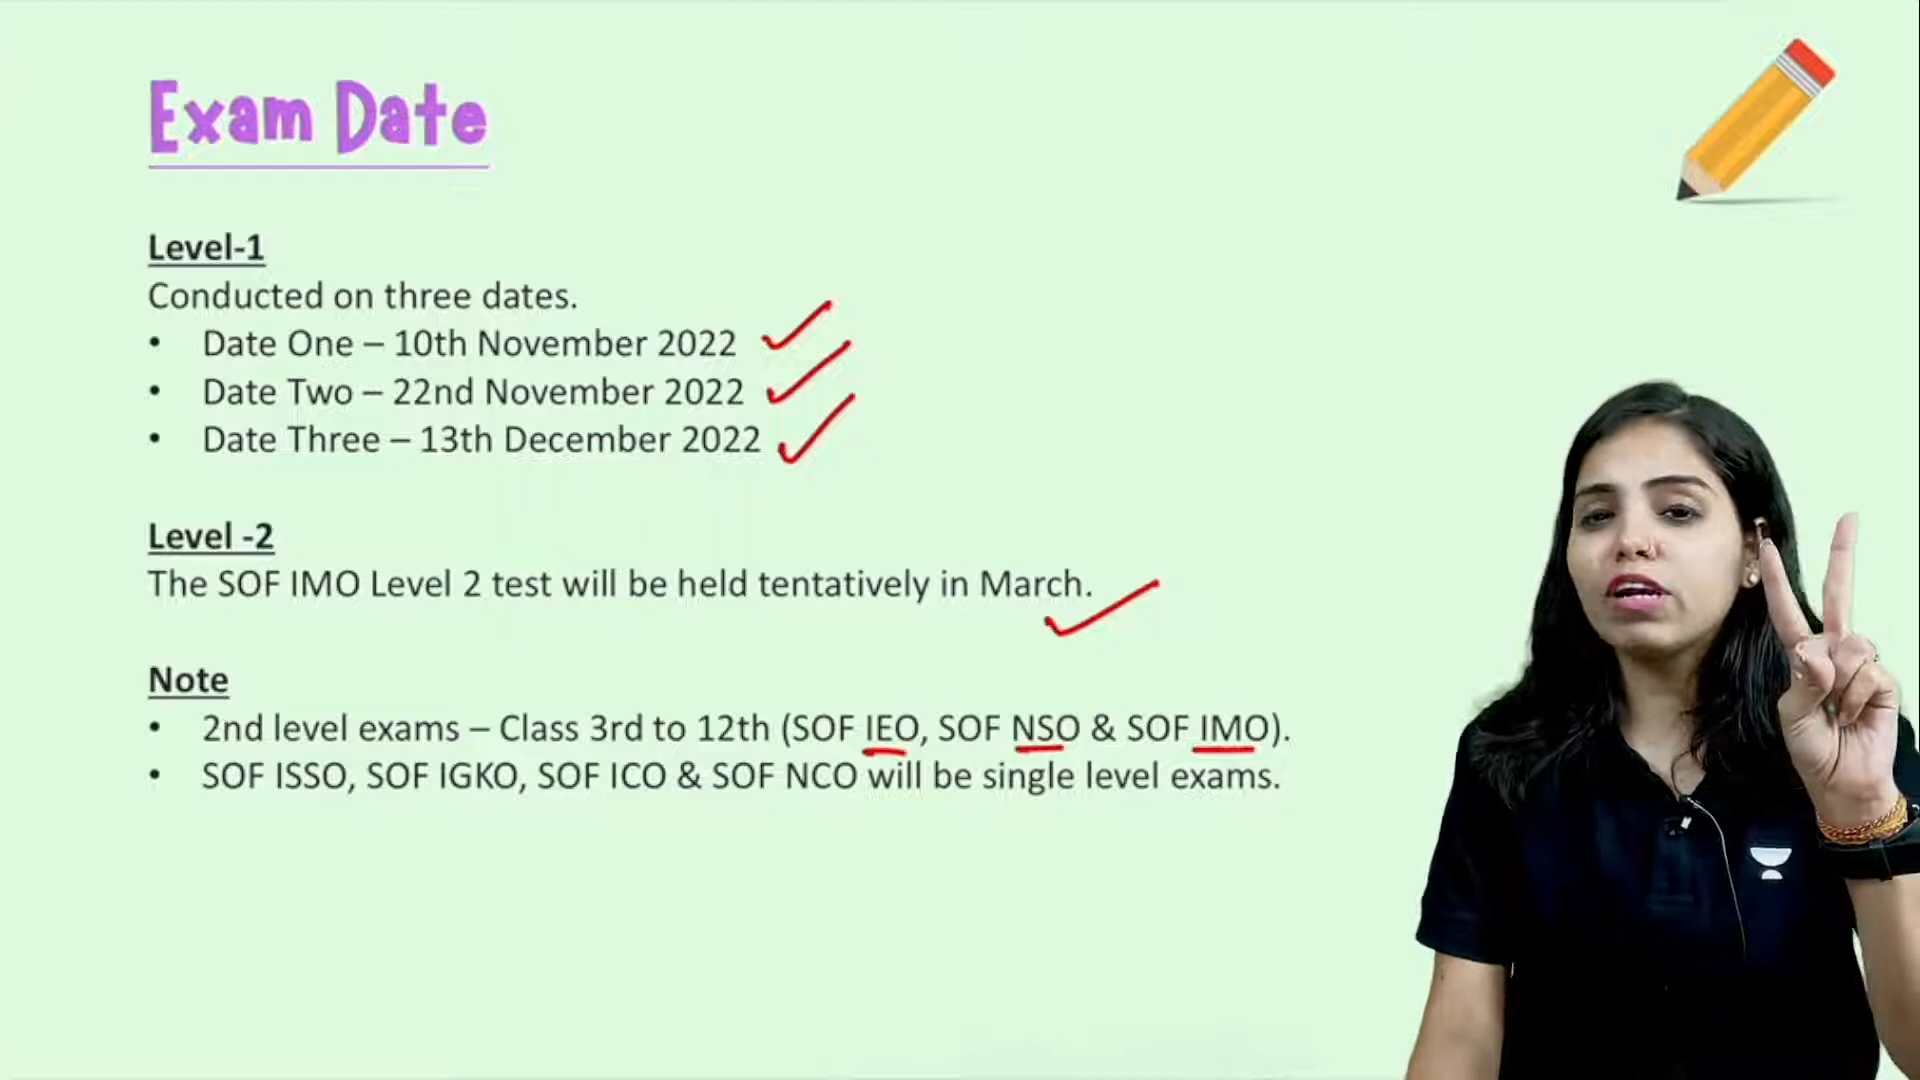 Exam Date
Level-1
Conducted on three dates.
• Date One – 10th November 2022
• Date Two – 22nd November 2022
• Date Three – 13th December 2022
Level -2
The SOF IMO Level 2 test will be held tentatively in March.
Note
• 2nd level exams – Class 3rd to 12th (SOF IEO, SOF NSO & SOF IMO).
• SOF ISSO, SOF IGKO, SOF ICO & SOF NCO will be single level exams.